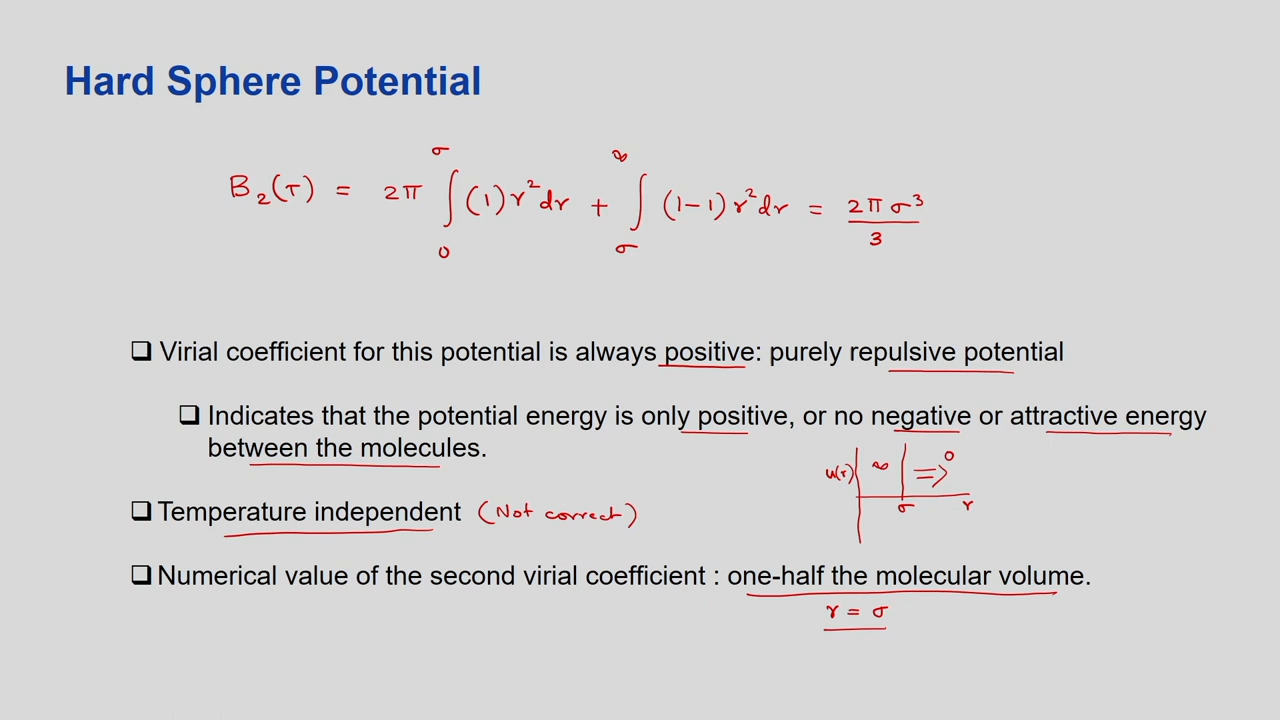 Hard Sphere Potential
B₂(T) = 2π ∫₀^σ (1) r² dr + ∫_σ^∞ (1-1) r² dr = 2πσ³/3
❑ Virial coefficient for this potential is always positive: purely repulsive potential
❑ Indicates that the potential energy is only positive, or no negative or attractive energy
between the molecules.
u(r) ∞ ⇒ 0
σ r
❑ Temperature independent (Not correct)
❑ Numerical value of the second virial coefficient : one-half the molecular volume.
r = σ